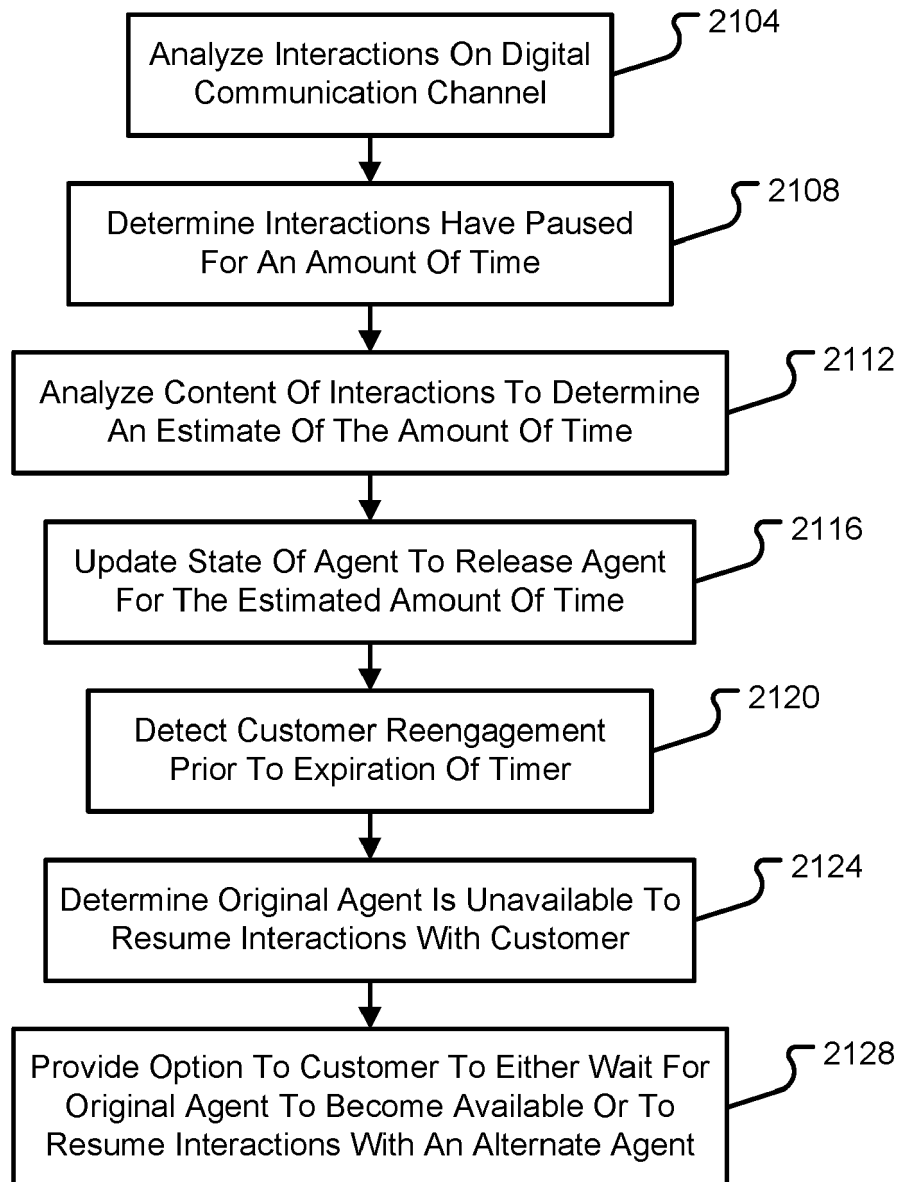 Analyze Interactions On Digital
Communication Channel
2104
Determine Interactions Have Paused
For An Amount Of Time
2108
Analyze Content Of Interactions To Determine
An Estimate Of The Amount Of Time
2112
Update State Of Agent To Release Agent
For The Estimated Amount Of Time
2116
Detect Customer Reengagement
Prior To Expiration Of Timer
2120
Determine Original Agent Is Unavailable To
Resume Interactions With Customer
2124
Provide Option To Customer To Either Wait For
Original Agent To Become Available Or To
Resume Interactions With An Alternate Agent
2128